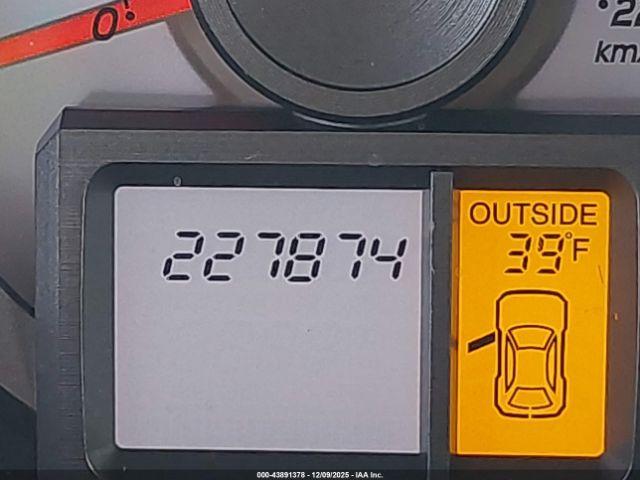 0
km/
227874
OUTSIDE
39°F
000-43891378 - 12/09/2025 - IAA Inc.